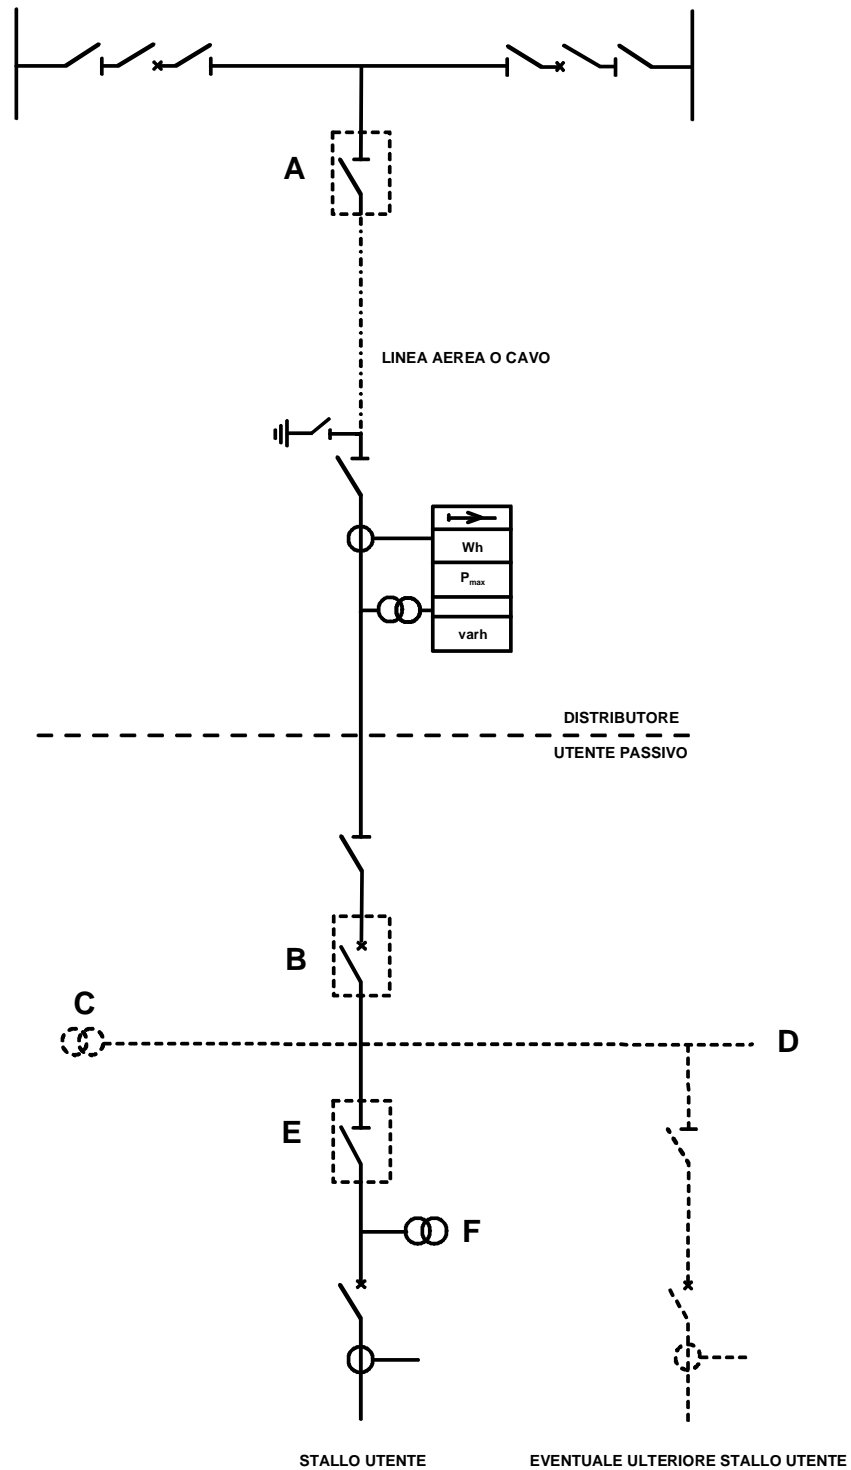 A
LINEA AEREA O CAVO
Wh
Pmax
varh
DISTRIBUTORE
UTENTE PASSIVO
B
C
D
E
F
STALLO UTENTE
EVENTUALE ULTERIORE STALLO UTENTE